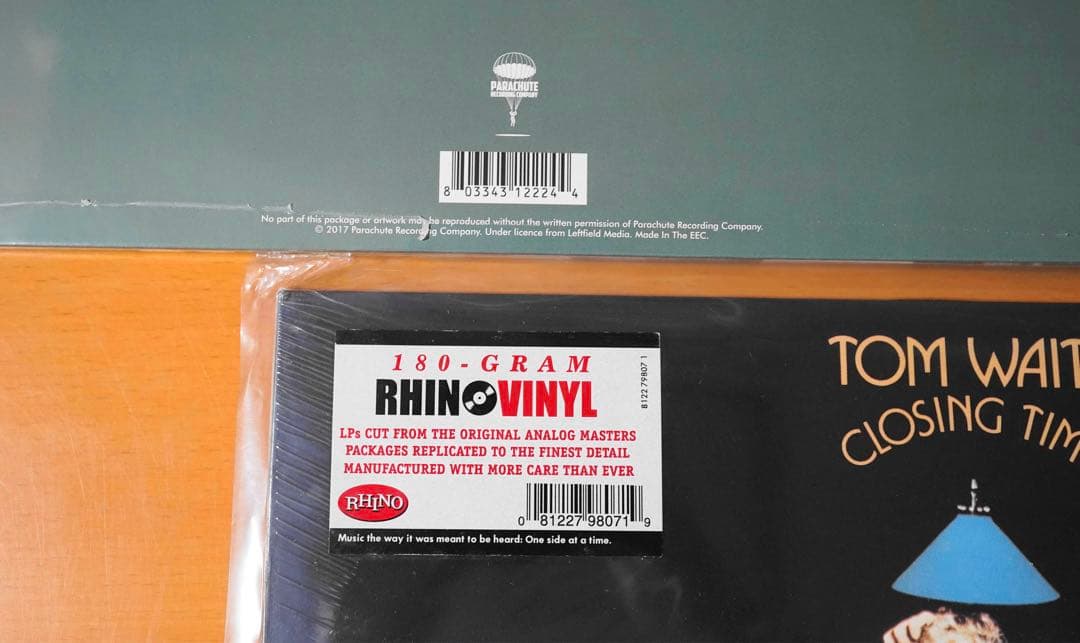 PARACHUTE
RECORDING COMPANY
8 03343 12224 4
No part of this package or artwork may be reproduced without the written permission of Parachute Recording Company.
© 2017 Parachute Recording Company. Under licence from Leftfield Media. Made In The EEC.
180-GRAM
RHINO VINYL
8122 79807 1
LPs CUT FROM THE ORIGINAL ANALOG MASTERS
PACKAGES REPLICATED TO THE FINEST DETAIL
MANUFACTURED WITH MORE CARE THAN EVER
RHINO
0 81227 98071 9
Music the way it was meant to be heard: One side at a time.
TOM WAIT
CLOSING TIM